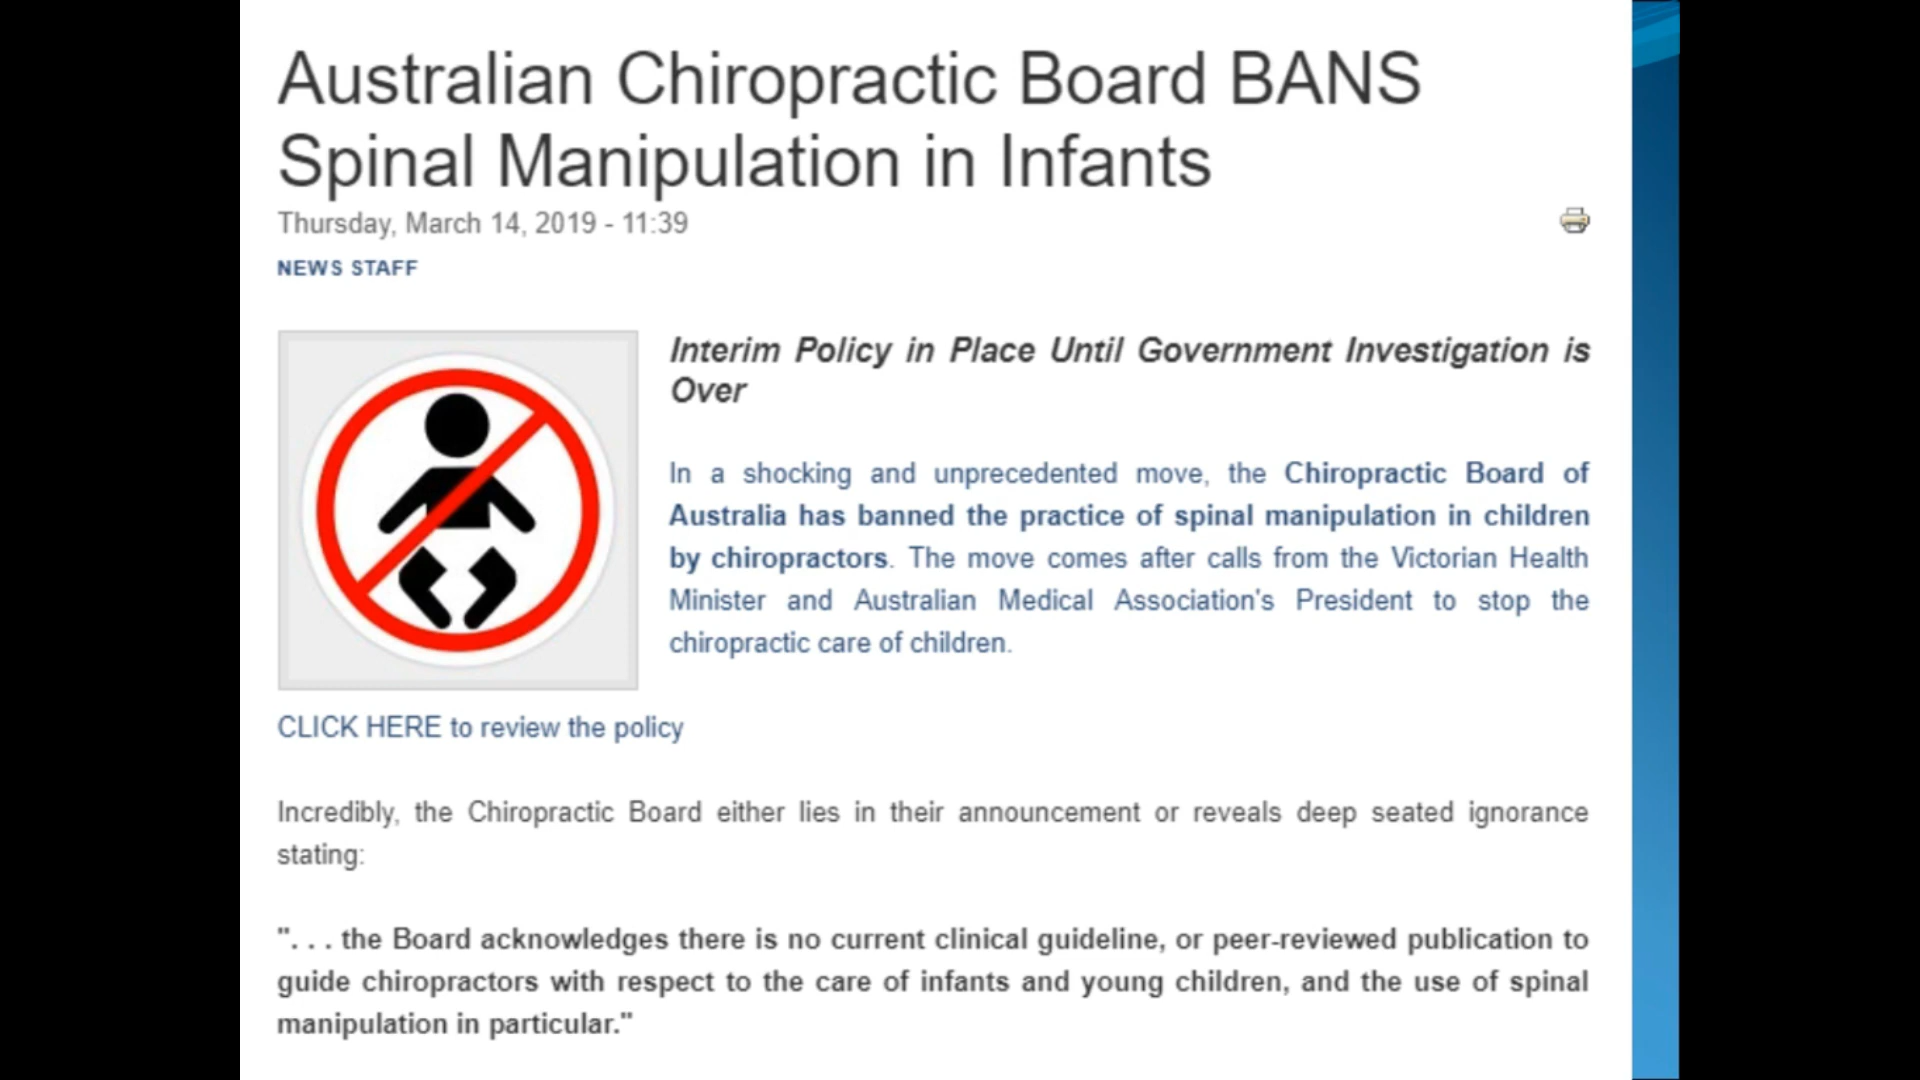 Australian Chiropractic Board BANS
Spinal Manipulation in Infants
Thursday, March 14, 2019 - 11:39
NEWS STAFF
Interim Policy in Place Until Government Investigation is
Over
In a shocking and unprecedented move, the Chiropractic Board of
Australia has banned the practice of spinal manipulation in children
by chiropractors. The move comes after calls from the Victorian Health
Minister and Australian Medical Association's President to stop the
chiropractic care of children.
CLICK HERE to review the policy
Incredibly, the Chiropractic Board either lies in their announcement or reveals deep seated ignorance
stating:
". . . the Board acknowledges there is no current clinical guideline, or peer-reviewed publication to
guide chiropractors with respect to the care of infants and young children, and the use of spinal
manipulation in particular."